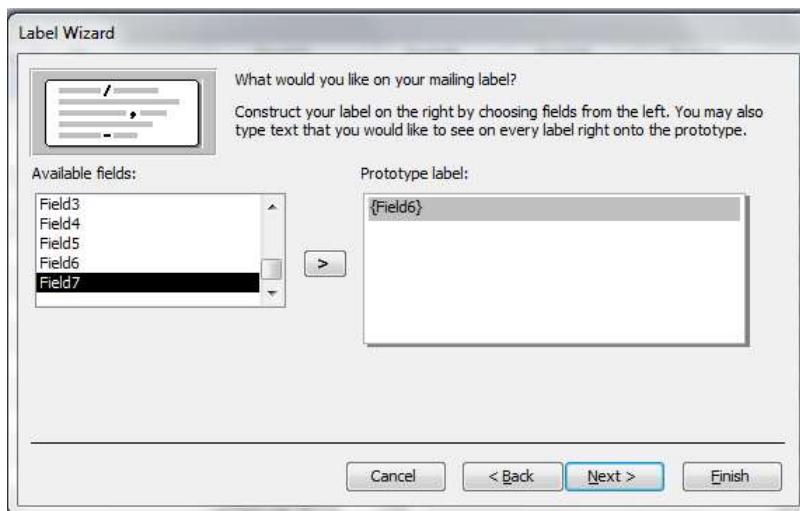 Label Wizard
What would you like on your mailing label?
Construct your label on the right by choosing fields from the left. You may also
type text that you would like to see on every label right onto the prototype.
Available fields:
Prototype label:
Field3
Field4
Field5
Field6
Field7
>
{Field6}
Cancel
< Back
Next >
Finish